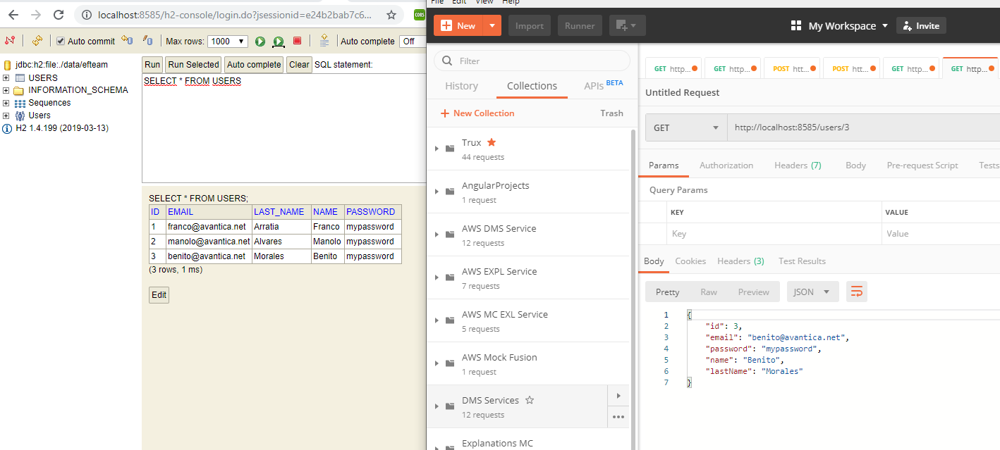 localhost:8585/h2-console/login.do?jsessionid=e24b2bab7c6...
CORS
Auto commit
Max rows: 1000
Auto complete Off
jdbc:h2:file:./data/efteam
USERS
INFORMATION_SCHEMA
Sequences
Users
H2 1.4.199 (2019-03-13)
Run Run Selected Auto complete Clear SQL statement:
SELECT * FROM USERS
SELECT * FROM USERS;
ID EMAIL LAST_NAME NAME PASSWORD
1 franco@avantica.net Arratia Franco mypassword
2 manolo@avantica.net Alvares Manolo mypassword
3 benito@avantica.net Morales Benito mypassword
(3 rows, 1 ms)
Edit
File Edit View Help
New Import Runner My Workspace Invite
Filter
History Collections APIs BETA
New Collection Trash
Trux
44 requests
AngularProjects
1 request
AWS DMS Service
12 requests
AWS EXPL Service
7 requests
AWS MC EXL Service
5 requests
AWS Mock Fusion
1 request
DMS Services
12 requests
Explanations MC
GET http... GET http... POST htt... POST htt... GET http... GET http...
Untitled Request
GET http://localhost:8585/users/3
Params Authorization Headers (7) Body Pre-request Script Tests
Query Params
KEY VALUE
Key Value
Body Cookies Headers (3) Test Results
Pretty Raw Preview JSON
1 {
2 "id": 3,
3 "email": "benito@avantica.net",
4 "password": "mypassword",
5 "name": "Benito",
6 "lastName": "Morales"
7 }